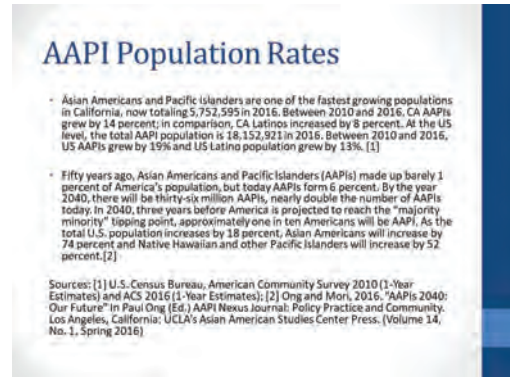 AAPI Population Rates
• Asian Americans and Pacific Islanders are one of the fastest growing populations
in California, now totaling 5,752,595 in 2016. Between 2010 and 2016, CA AAPIs
grew by 14 percent; in comparison, CA Latinos increased by 8 percent. At the US
level, the total AAPI population is 18,152,921 in 2016. Between 2010 and 2016,
US AAPIs grew by 19% and US Latino population grew by 13%. [1]
• Fifty years ago, Asian Americans and Pacific Islanders (AAPIs) made up barely 1
percent of America's population, but today AAPIs form 6 percent. By the year
2040, there will be thirty-six million AAPIs, nearly double the number of AAPIs
today. In 2040, three years before America is projected to reach the "majority
minority" tipping point, approximately one in ten Americans will be AAPI. As the
total U.S. population increases by 18 percent, Asian Americans will increase by
74 percent and Native Hawaiian and other Pacific Islanders will increase by 52
percent.[2]
Sources: [1] U.S. Census Bureau, American Community Survey 2010 (1-Year
Estimates) and ACS 2016 (1-Year Estimates); [2] Ong and Mori, 2016. "AAPIs 2040:
Our Future" in Paul Ong (Ed.) AAPI Nexus Journal: Policy Practice and Community.
Los Angeles, California: UCLA's Asian American Studies Center Press. (Volume 14,
No. 1, Spring 2016)